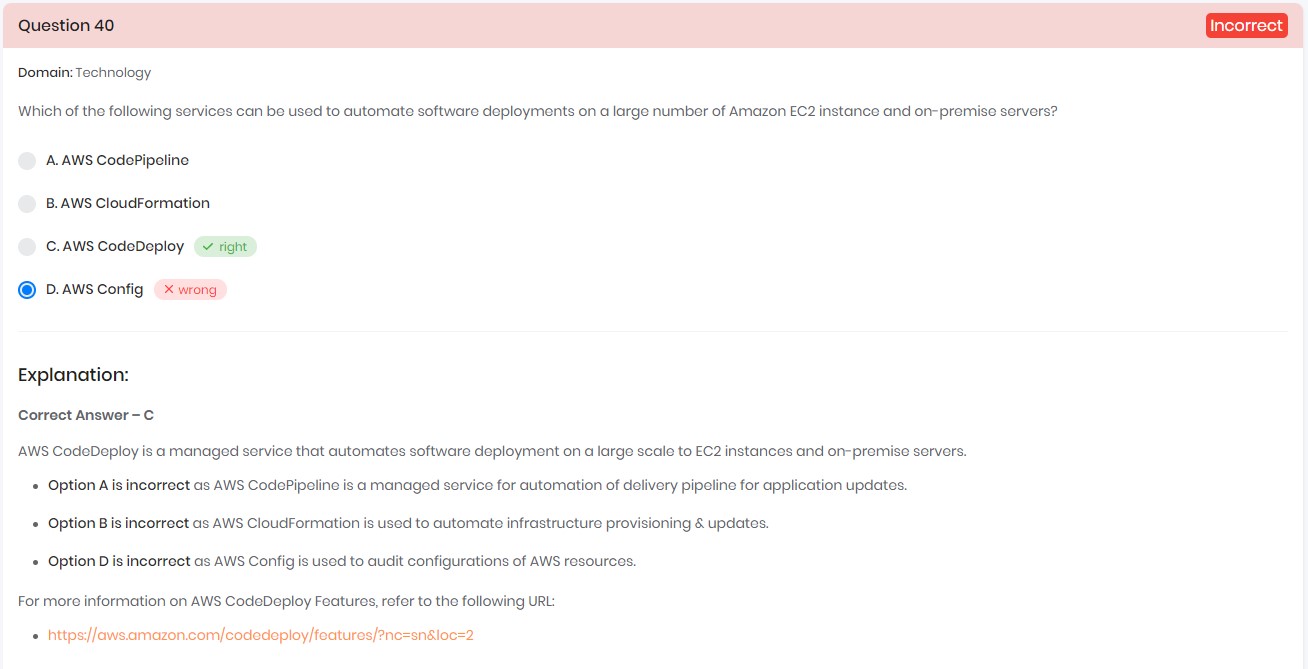 Question 40
Incorrect
Domain: Technology
Which of the following services can be used to automate software deployments on a large number of Amazon EC2 instance and on-premise servers?
A. AWS CodePipeline
B. AWS CloudFormation
C. AWS CodeDeploy ✓ right
D. AWS Config ✕ wrong
Explanation:
Correct Answer – C
AWS CodeDeploy is a managed service that automates software deployment on a large scale to EC2 instances and on-premise servers.
• Option A is incorrect as AWS CodePipeline is a managed service for automation of delivery pipeline for application updates.
• Option B is incorrect as AWS CloudFormation is used to automate infrastructure provisioning & updates.
• Option D is incorrect as AWS Config is used to audit configurations of AWS resources.
For more information on AWS CodeDeploy Features, refer to the following URL:
• https://aws.amazon.com/codedeploy/features/?nc=sn&loc=2